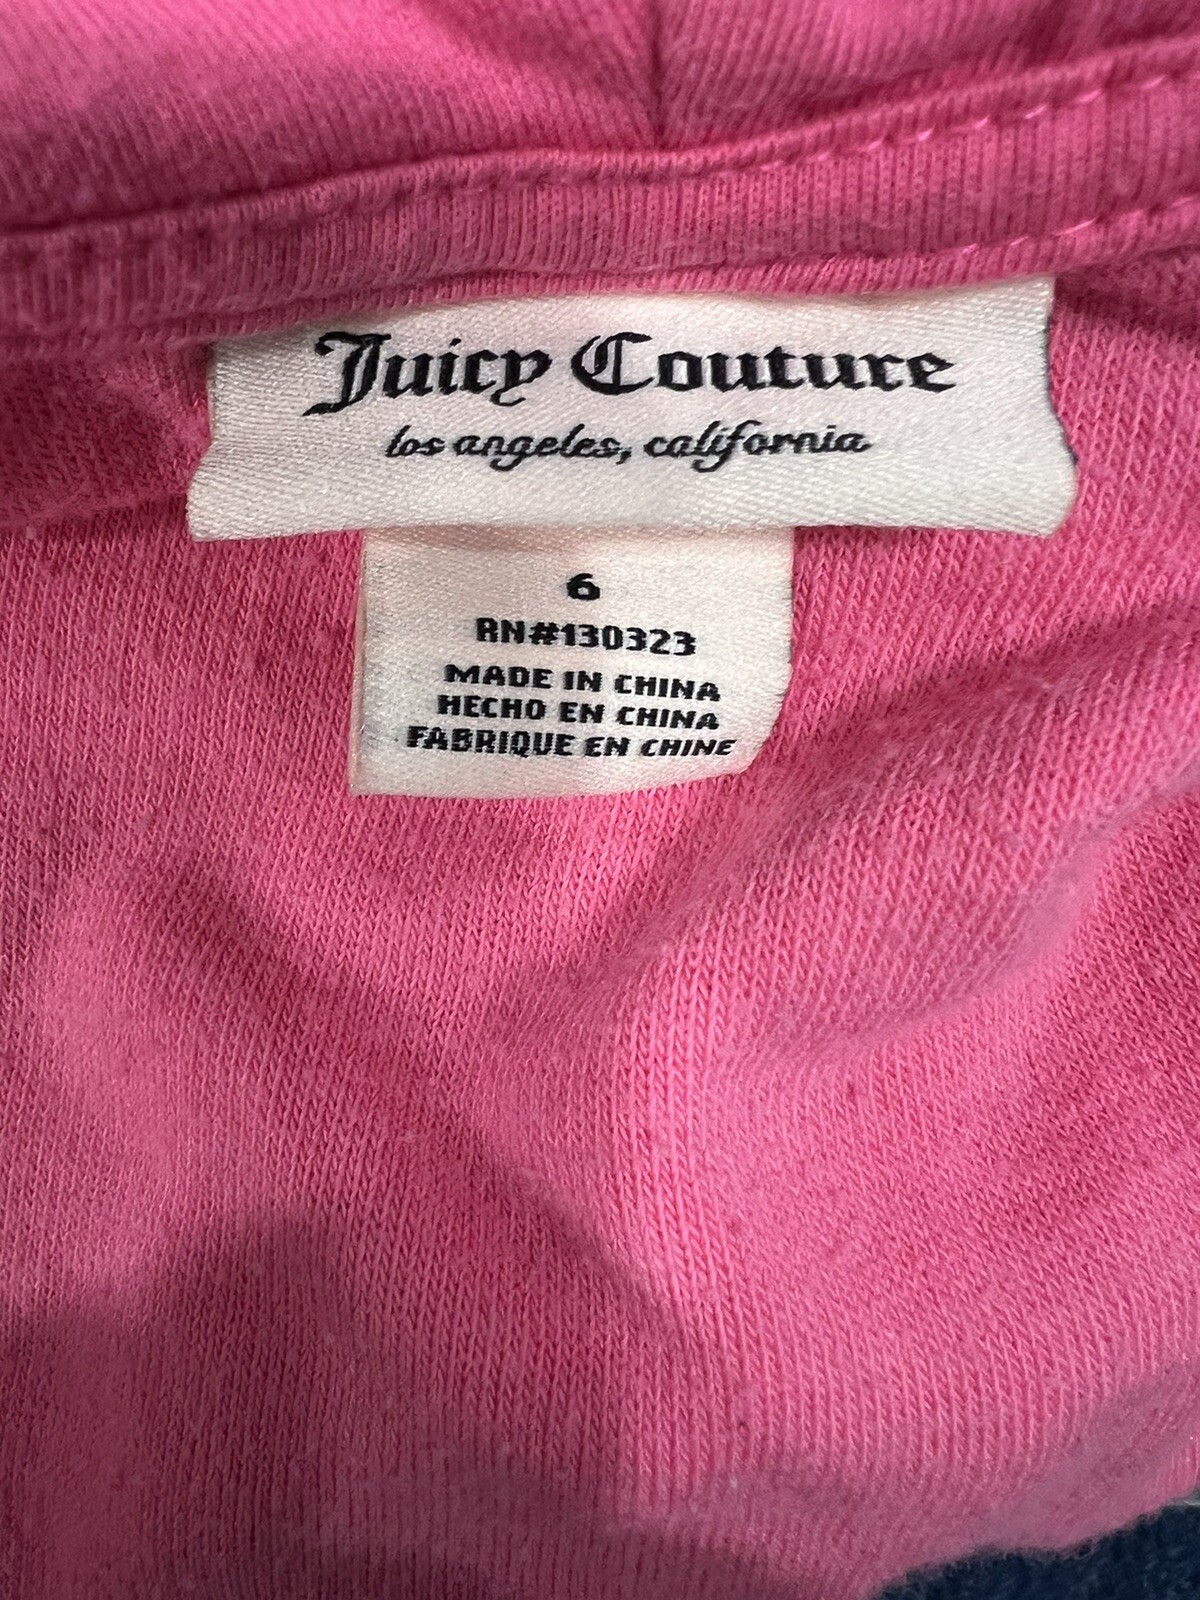 Juicy Couture
los angeles, california
6
RN#130323
MADE IN CHINA
HECHO EN CHINA
FABRIQUE EN CHINE